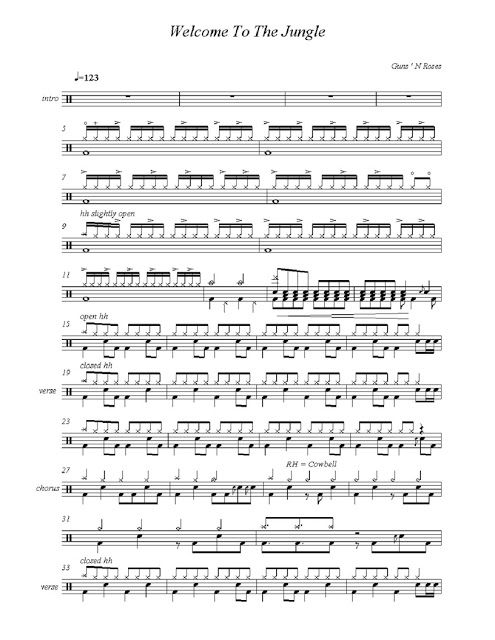 Welcome To The Jungle
Guns ' N Roses
♩=123
intro
5
7
hh slightly open
9
11
open hh
15
closed hh
19
verse
23
27
RH = Cowbell
chorus
31
closed hh
33
verse